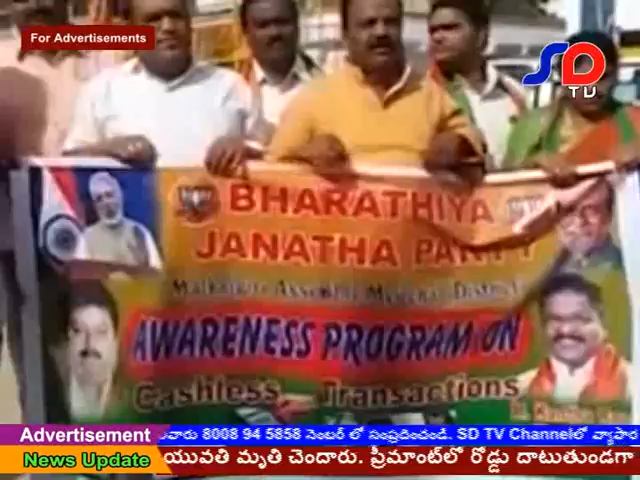 For Advertisements
SD
TV
BHARATHIYA
JANATHA PARTY
AWARENESS PROGRAM ON
Cashless Transactions
Advertisement
వారు 8008 94 5858 నెంబర్ లో సంప్రదించండి. SD TV Channelలో వ్యాపార
News Update
యువతి మృతి చెందారు. ప్రీమాంట్‌లో రోడ్డు దాటుతుండగా